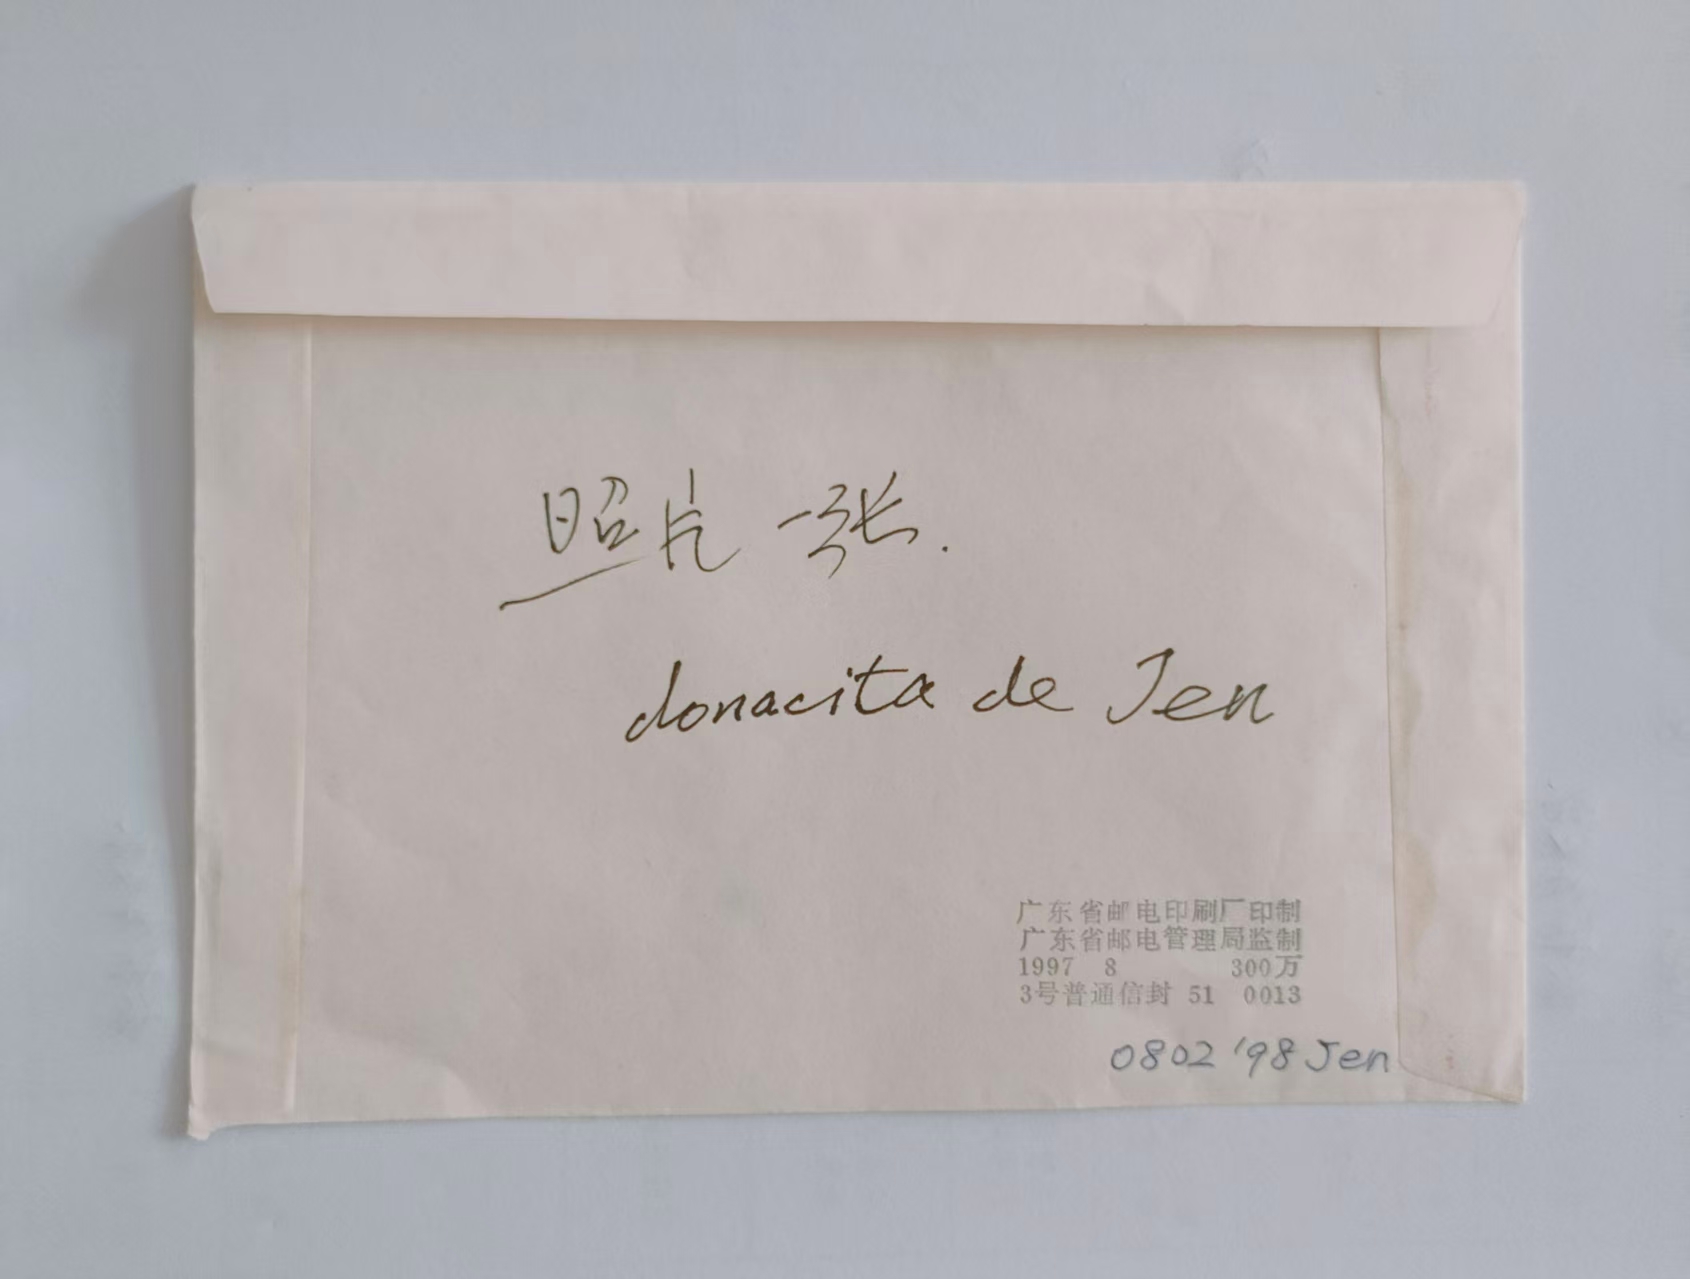 照片一张.
donacita de Jen
广东省邮电印刷厂印制
广东省邮电管理局监制
1997 8 300万
3号普通信封 51 0013
0802 '98 Jen